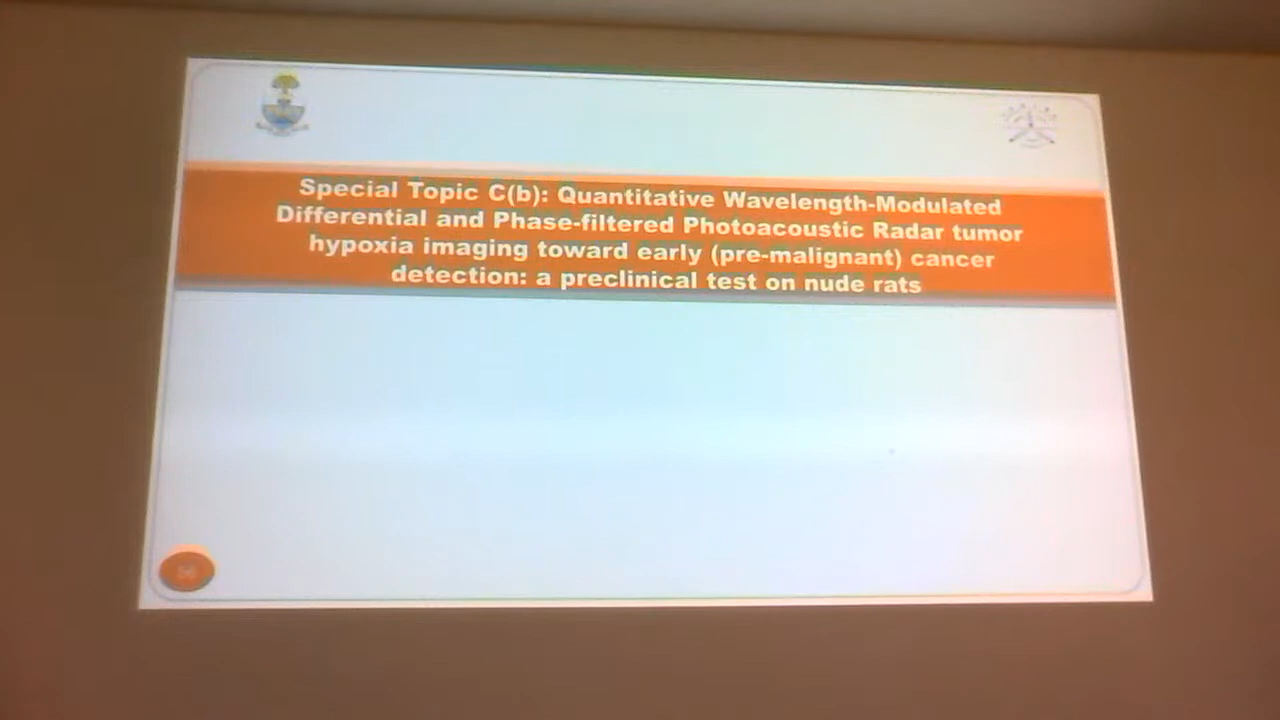 Special Topic C(b): Quantitative Wavelength-Modulated
Differential and Phase-filtered Photoacoustic Radar tumor
hypoxia imaging toward early (pre-malignant) cancer
detection: a preclinical test on nude rats